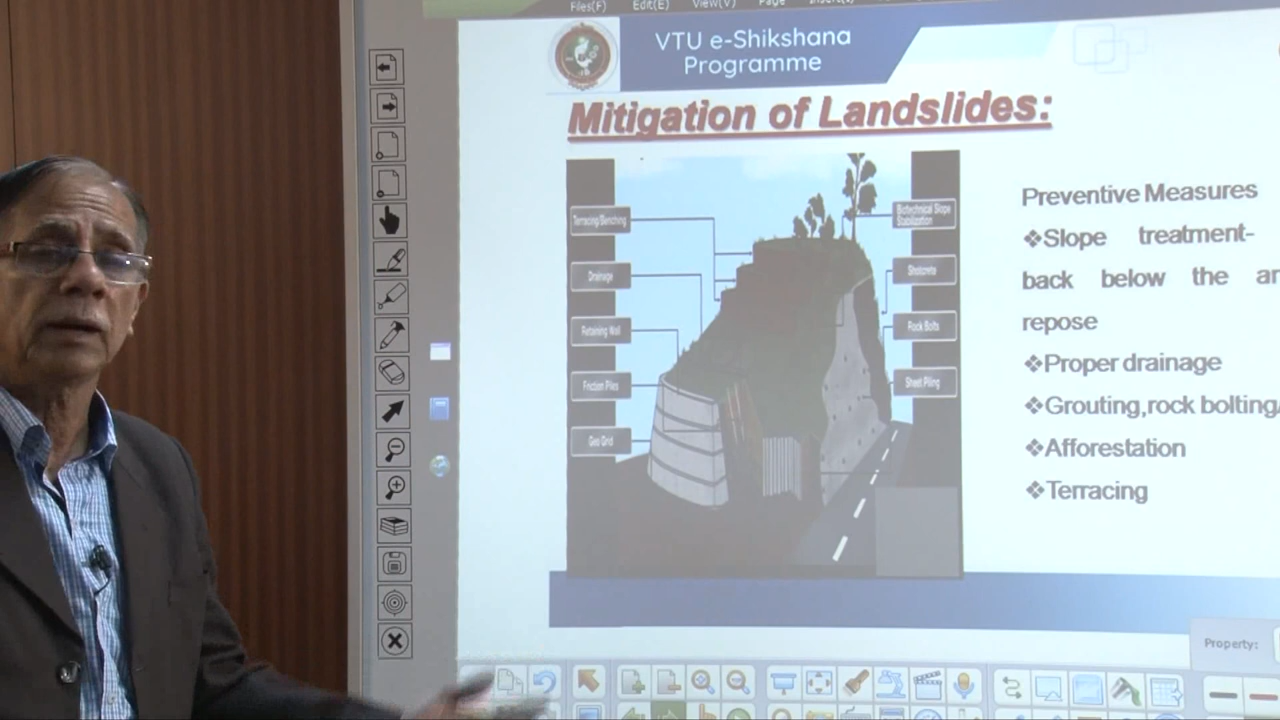 Files(F) Edit(E) View(V) Page
VTU e-Shikshana
Programme
Mitigation of Landslides:
Terracing/Benching
Drainage
Retaining Wall
Friction Piles
Geo Grid
Biotechnical Slope
Stabilization
Shotcrete
Rock Bolts
Sheet Piling
Preventive Measures
❖Slope treatment-
back below the
repose
❖Proper drainage
❖Grouting,rock bolting/
❖Afforestation
❖Terracing
Property: